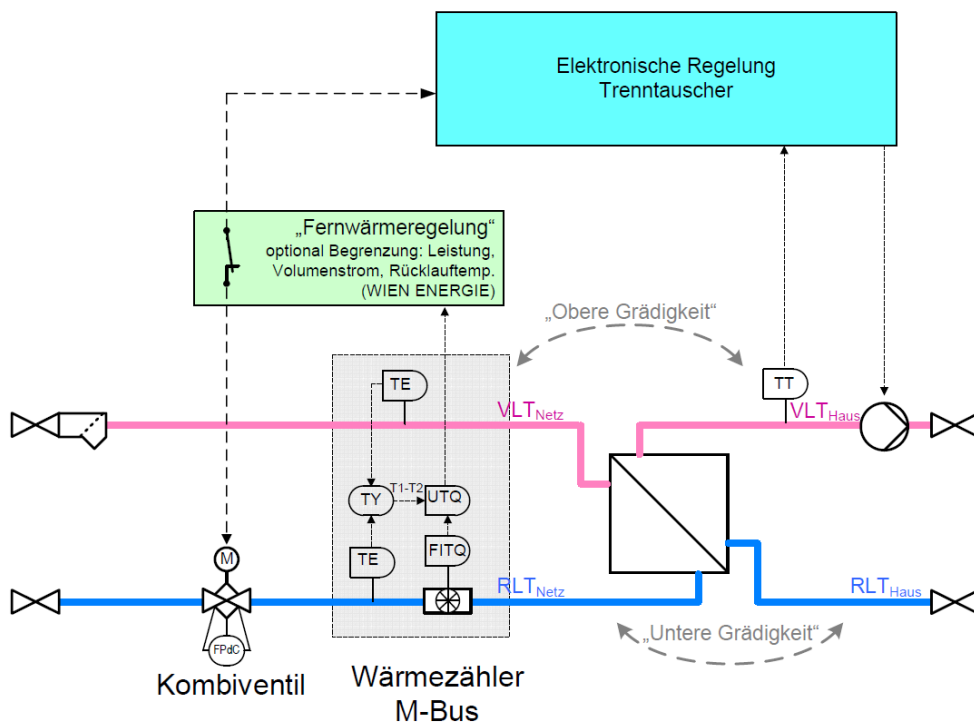 Elektronische Regelung
Trenntauscher
„Fernwärmeregelung“
optional Begrenzung: Leistung,
Volumenstrom, Rücklauftemp.
(WIEN ENERGIE)
„Obere Grädigkeit“
TE
TT
VLTNetz
VLTHaus
TY
T1-T2
UTQ
M
TE
FITQ
RLTNetz
RLTHaus
FPdC
„Untere Grädigkeit“
Kombiventil
Wärmezähler
M-Bus